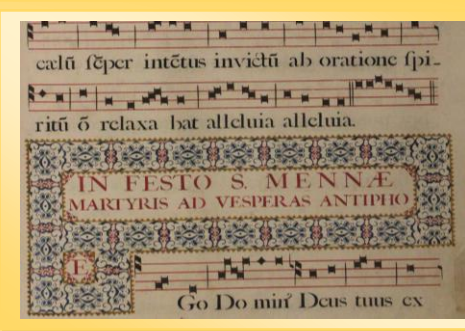 cælũ sẽper intẽtus invictũ ab oratione spi-
ritũ õ relaxa bat alleluia alleluia.
IN FESTO S. MENNÆ
MARTYRIS AD VESPERAS ANTIPHO
E
Go Do min' Deus tuus ex